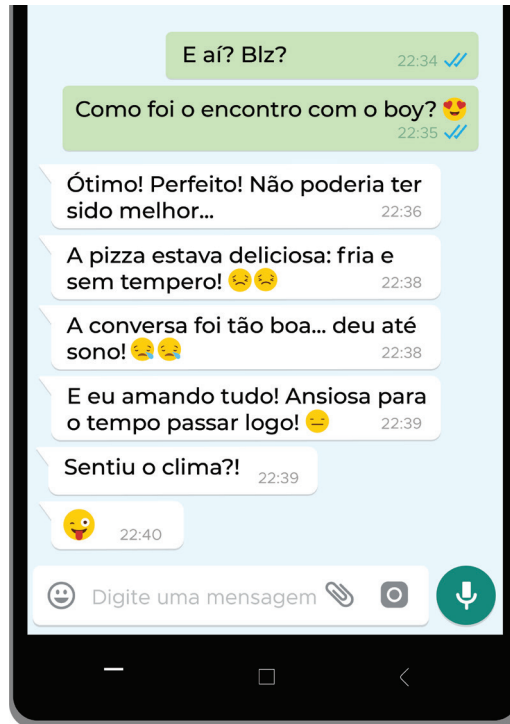 E aí? Blz?
22:34
Como foi o encontro com o boy? 😍
22:35
Ótimo! Perfeito! Não poderia ter
sido melhor...
22:36
A pizza estava deliciosa: fria e
sem tempero! 😣😣
22:38
A conversa foi tão boa... deu até
sono! 😪😪
22:38
E eu amando tudo! Ansiosa para
o tempo passar logo! 😑
22:39
Sentiu o clima?!
22:39
😜
22:40
Digite uma mensagem